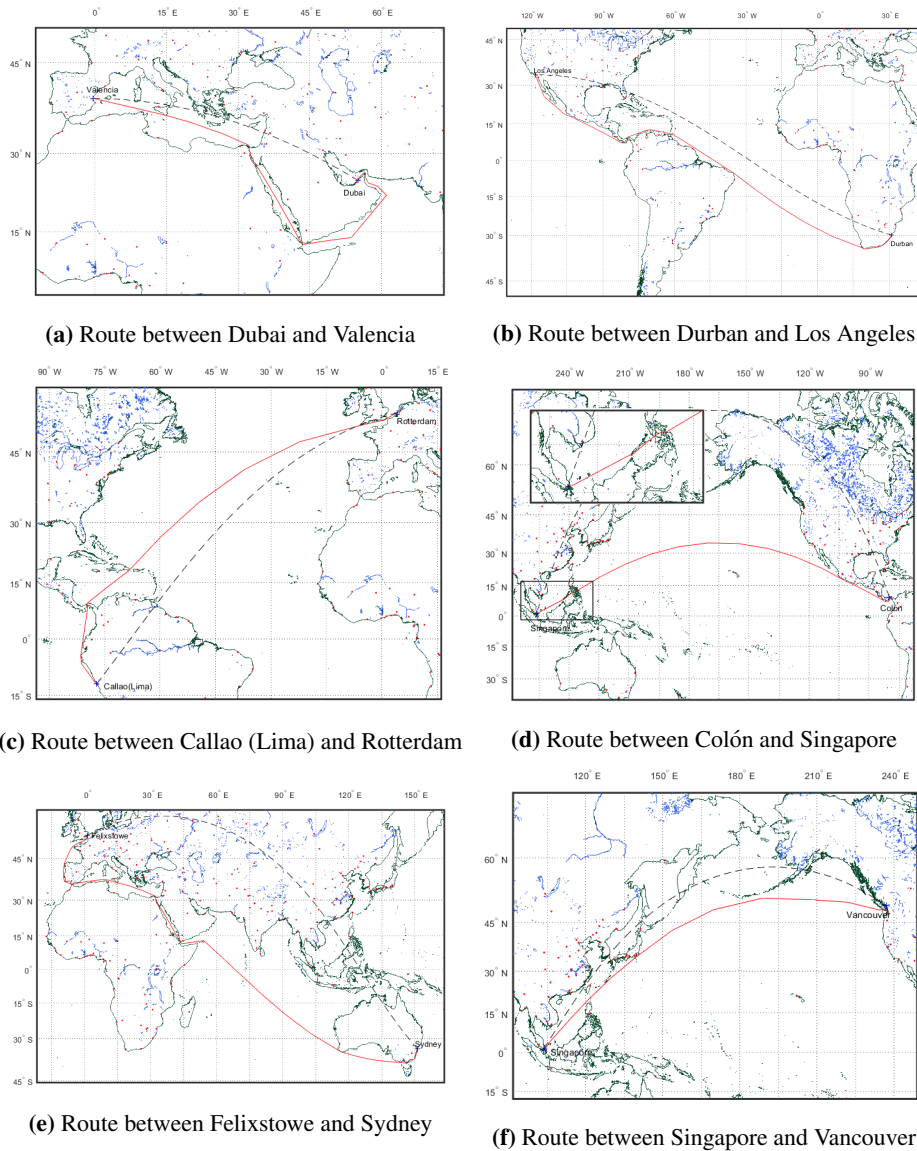 0° 15° E 30° E 45° E 60° E
45° N
30° N
15° N
Valencia
Dubai
(a) Route between Dubai and Valencia
120° W 90° W 60° W 30° W 0° 30° E
45° N
30° N
15° N
0°
15° S
30° S
45° S
Los Angeles
Durban
(b) Route between Durban and Los Angeles
90° W 75° W 60° W 45° W 30° W 15° W 0° 15° E
45° N
30° N
15° N
0°
15° S
Rotterdam
Callao(Lima)
(c) Route between Callao (Lima) and Rotterdam
240° W 210° W 180° W 150° W 120° W 90° W
60° N
45° N
30° N
15° N
0°
15° S
30° S
Singapore
Colón
(d) Route between Colón and Singapore
0° 30° E 60° E 90° E 120° E 150° E
45° N
30° N
15° N
0°
15° S
30° S
45° S
Felixstowe
Sydney
(e) Route between Felixstowe and Sydney
120° E 150° E 180° E 210° E 240° E
60° N
45° N
30° N
15° N
0°
15° S
Vancouver
Singapore
(f) Route between Singapore and Vancouver